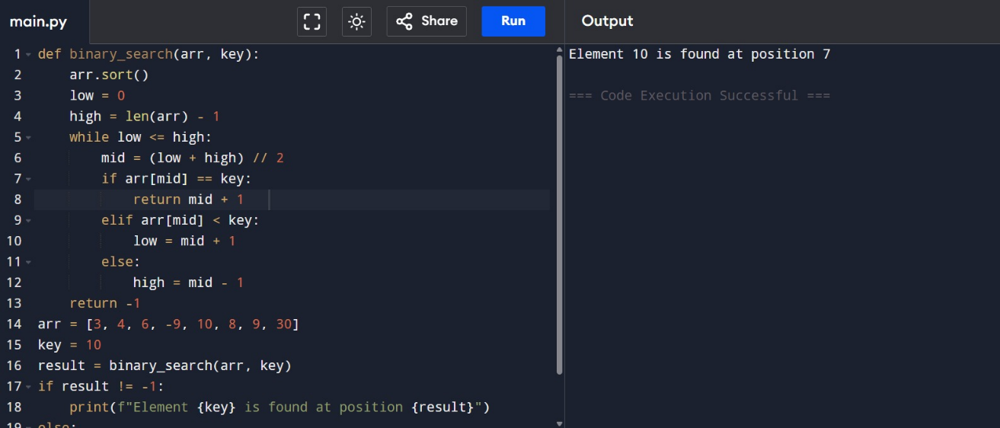 main.py
Share
Run
Output
1 def binary_search(arr, key):
2     arr.sort()
3     low = 0
4     high = len(arr) - 1
5     while low <= high:
6         mid = (low + high) // 2
7         if arr[mid] == key:
8             return mid + 1
9         elif arr[mid] < key:
10             low = mid + 1
11         else:
12             high = mid - 1
13     return -1
14 arr = [3, 4, 6, -9, 10, 8, 9, 30]
15 key = 10
16 result = binary_search(arr, key)
17 if result != -1:
18     print(f"Element {key} is found at position {result}")
19 else:
Element 10 is found at position 7
=== Code Execution Successful ===